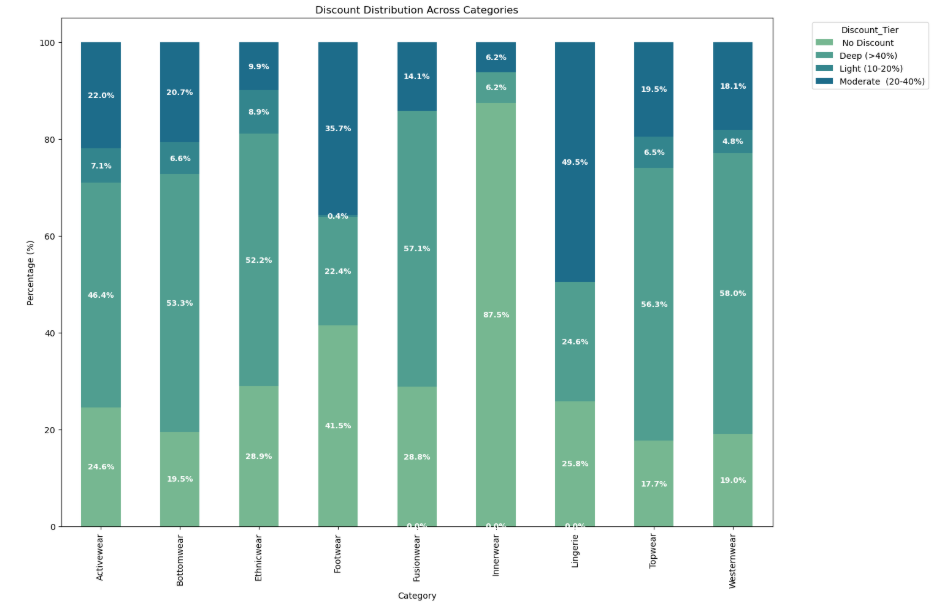 Discount Distribution Across Categories
Discount_Tier
No Discount
Deep (>40%)
Light (10-20%)
Moderate (20-40%)
Percentage (%)
100
80
60
40
20
0
22.0%
7.1%
46.4%
24.6%
20.7%
6.6%
53.3%
19.5%
9.9%
8.9%
52.2%
28.9%
35.7%
0.4%
22.4%
41.5%
14.1%
57.1%
28.8%
0.0%
6.2%
6.2%
87.5%
0.0%
49.5%
24.6%
25.8%
0.0%
19.5%
6.5%
56.3%
17.7%
18.1%
4.8%
58.0%
19.0%
Activewear
Bottomwear
Ethnicwear
Footwear
Fusionwear
Innerwear
Lingerie
Topwear
Westernwear
Category